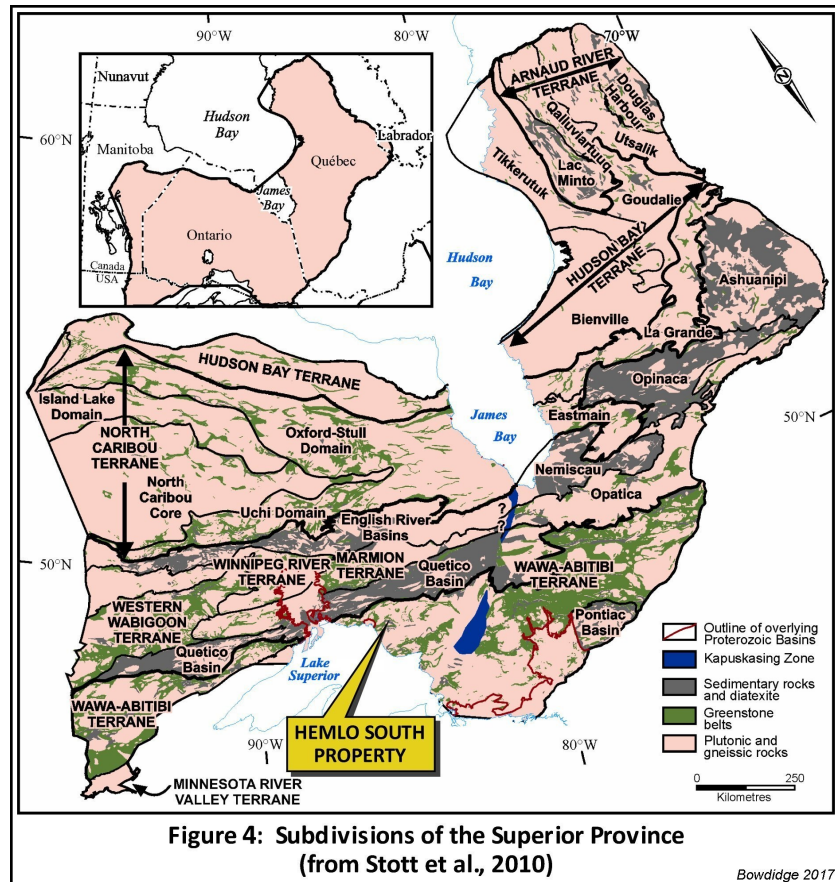 90°W
80°W
70°W
60°N
Nunavut
Hudson
Bay
Manitoba
Labrador
Québec
James
Bay
Ontario
Canada
USA
N
ARNAUD RIVER
TERRANE
Douglas
Harbour
Qalluviartuuq
Utsalik
Lac
Minto
Tikkerutuk
Goudalie
HUDSON BAY
TERRANE
Hudson
Bay
Ashuanipi
Bienville
La Grande
HUDSON BAY TERRANE
Island Lake
Domain
Opinaca
NORTH
CARIBOU
TERRANE
Oxford-Stull
Domain
James
Bay
Eastmain
50°N
North
Caribou
Core
Nemiscau
Opatica
Uchi Domain
English River
Basins
?
?
50°N
WINNIPEG RIVER
TERRANE
MARMION
TERRANE
Quetico
Basin
WAWA-ABITIBI
TERRANE
WESTERN
WABIGOON
TERRANE
Pontiac
Basin
Quetico
Basin
Lake
Superior
WAWA-ABITIBI
TERRANE
HEMLO SOUTH
PROPERTY
90°W
80°W
MINNESOTA RIVER
VALLEY TERRANE
Outline of overlying
Proterozoic Basins
Kapuskasing Zone
Sedimentary rocks
and diatexite
Greenstone
belts
Plutonic and
gneissic rocks
0 250
Kilometres
Figure 4: Subdivisions of the Superior Province
(from Stott et al., 2010)
Bowdidge 2017